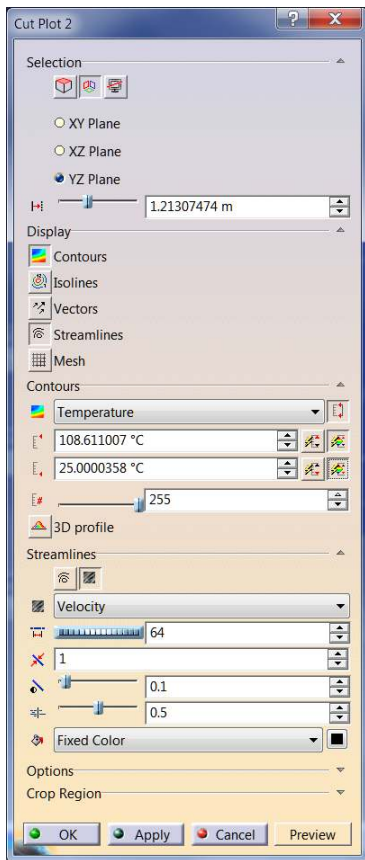 Cut Plot 2
Selection
XY Plane
XZ Plane
YZ Plane
1.21307474 m
Display
Contours
Isolines
Vectors
Streamlines
Mesh
Contours
Temperature
108.611007 °C
25.0000358 °C
255
3D profile
Streamlines
Velocity
64
1
0.1
0.5
Fixed Color
Options
Crop Region
OK Apply Cancel Preview